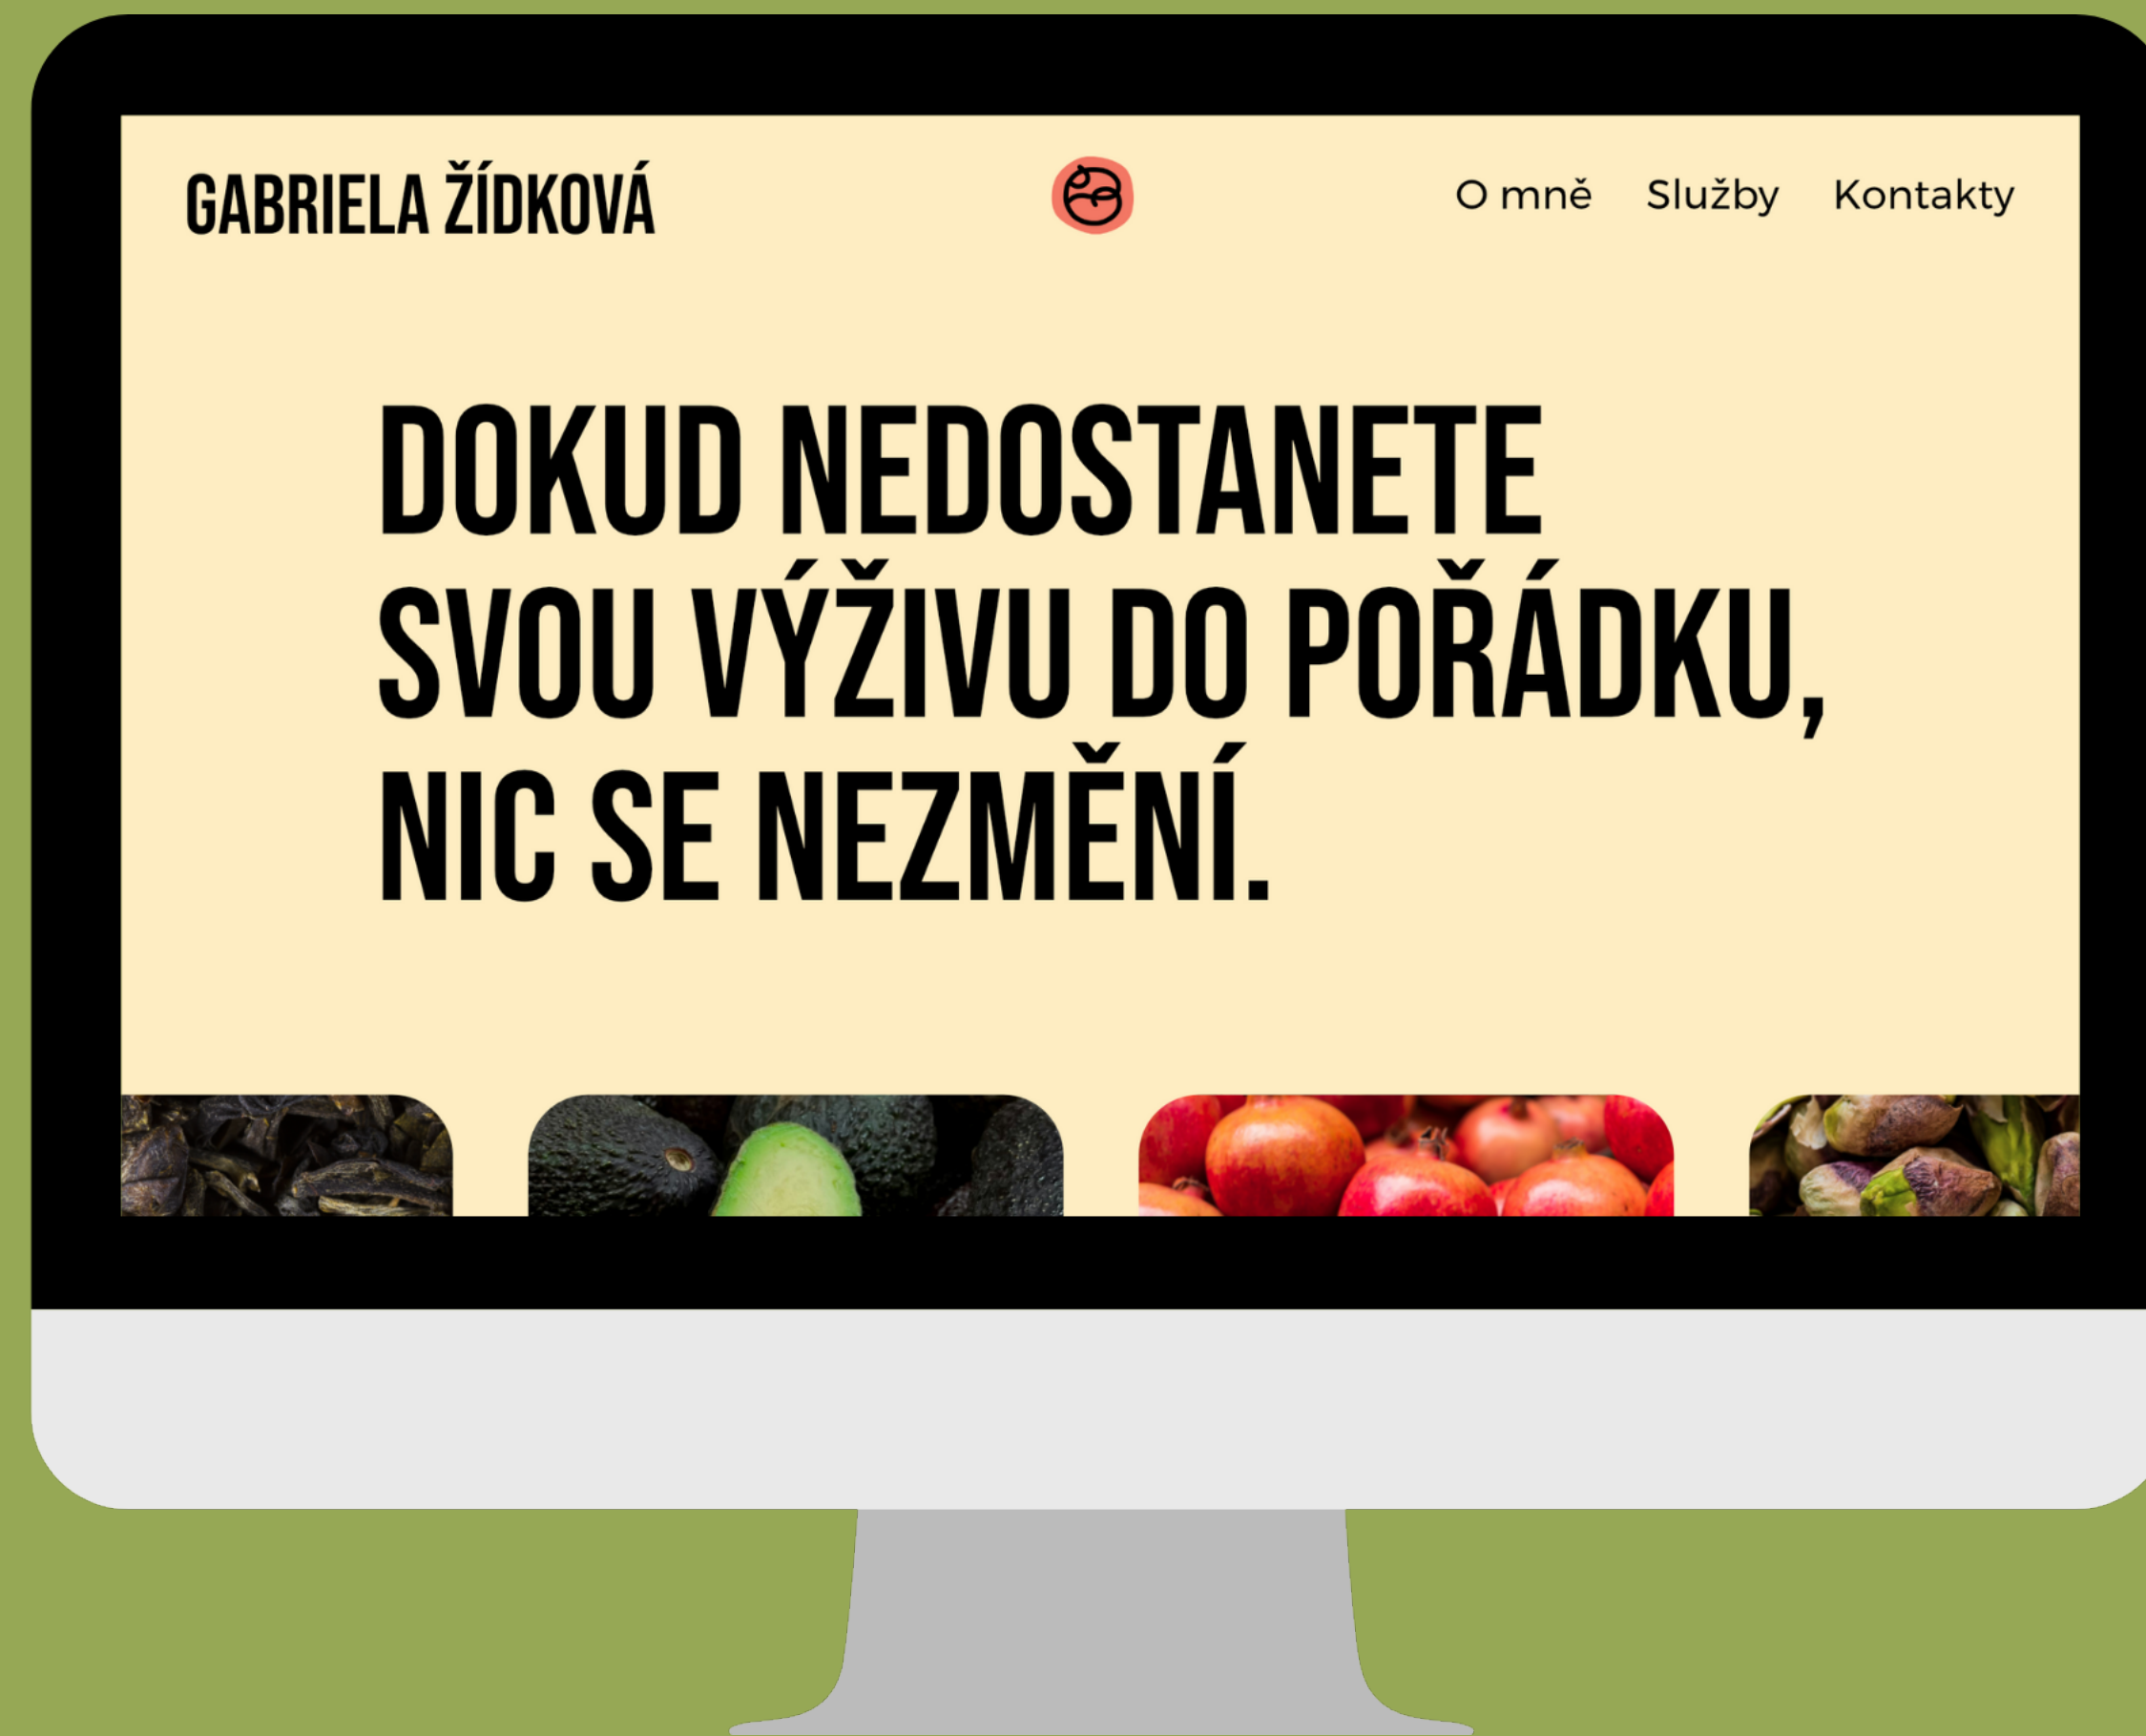 GABRIELA ŽÍDKOVÁ
O mně Služby Kontakty
DOKUD NEDOSTANETE
SVOU VÝŽIVU DO POŘÁDKU,
NIC SE NEZMĚNÍ.